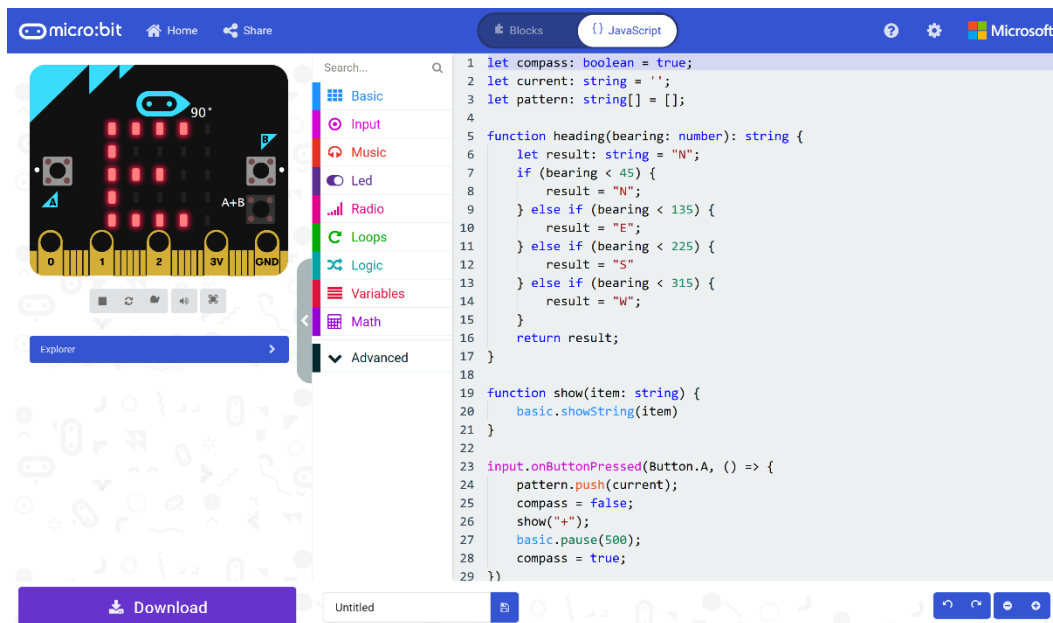 micro:bit Home Share Blocks {} JavaScript Microsoft
90°
B
A
A+B
0 1 2 3V GND
Explorer
Search...
Basic
Input
Music
Led
Radio
Loops
Logic
Variables
Math
Advanced
1 let compass: boolean = true;
2 let current: string = '';
3 let pattern: string[] = [];
4
5 function heading(bearing: number): string {
6     let result: string = "N";
7     if (bearing < 45) {
8         result = "N";
9     } else if (bearing < 135) {
10         result = "E";
11     } else if (bearing < 225) {
12         result = "S"
13     } else if (bearing < 315) {
14         result = "W";
15     }
16     return result;
17 }
18
19 function show(item: string) {
20     basic.showString(item)
21 }
22
23 input.onButtonPressed(Button.A, () => {
24     pattern.push(current);
25     compass = false;
26     show("+");
27     basic.pause(500);
28     compass = true;
29 })
Download
Untitled